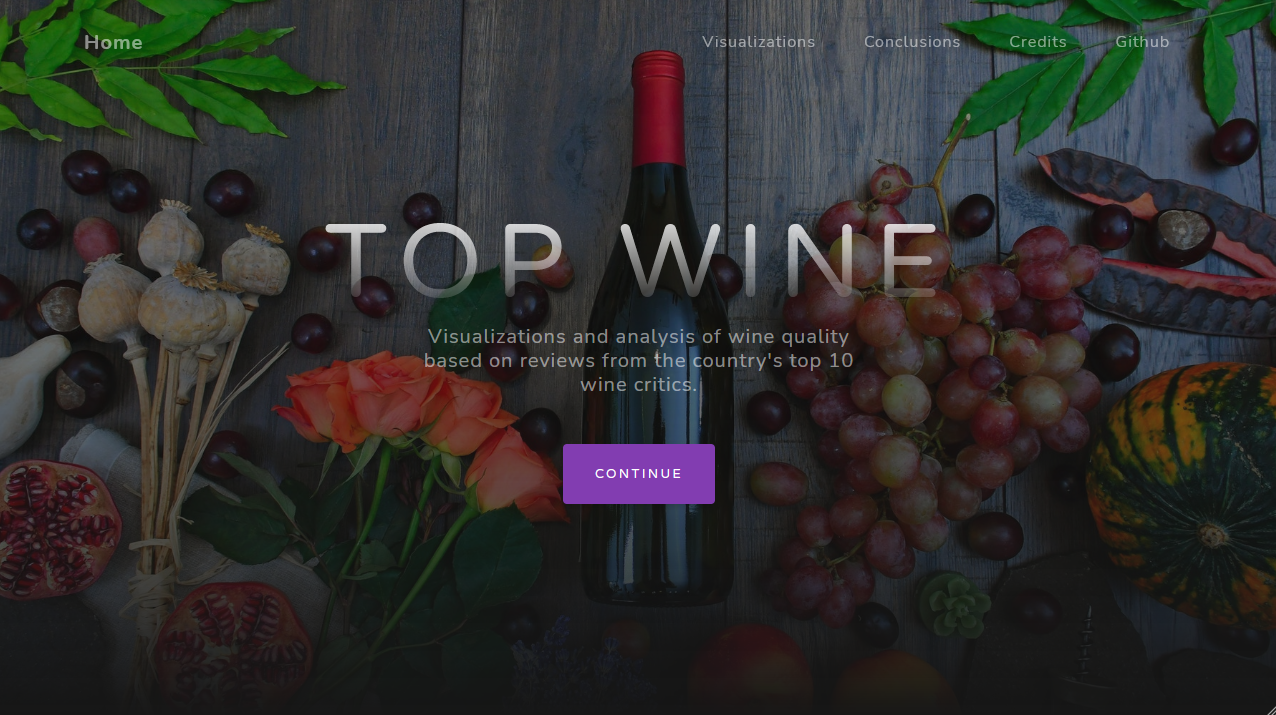 Home
Visualizations Conclusions Credits Github
TOP WINE
Visualizations and analysis of wine quality
based on reviews from the country's top 10
wine critics.
CONTINUE